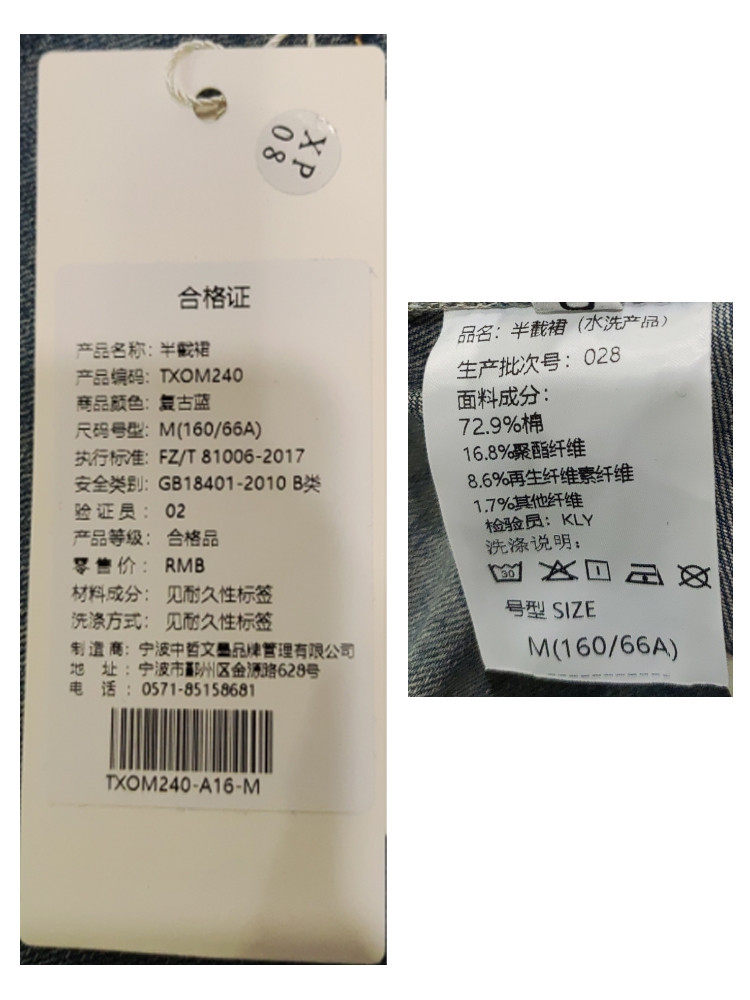 XP
08
合格证
产品名称：半截裙
产品编码：TXOM240
商品颜色：复古蓝
尺码号型：M(160/66A)
执行标准：FZ/T 81006-2017
安全类别：GB18401-2010 B类
验 证 员 ： 02
产品等级：合格品
零 售 价 ： RMB
材料成分：见耐久性标签
洗涤方式：见耐久性标签
制 造 商：宁波中哲文墨品牌管理有限公司
地 址：宁波市鄞州区金源路628号
电 话：0571-85158681
TXOM240-A16-M
品名：半截裙（水洗产品）
生产批次号：028
面料成分：
72.9%棉
16.8%聚酯纤维
8.6%再生纤维素纤维
1.7%其他纤维
检验员：KLY
洗涤说明：
30
号型 SIZE
M(160/66A)